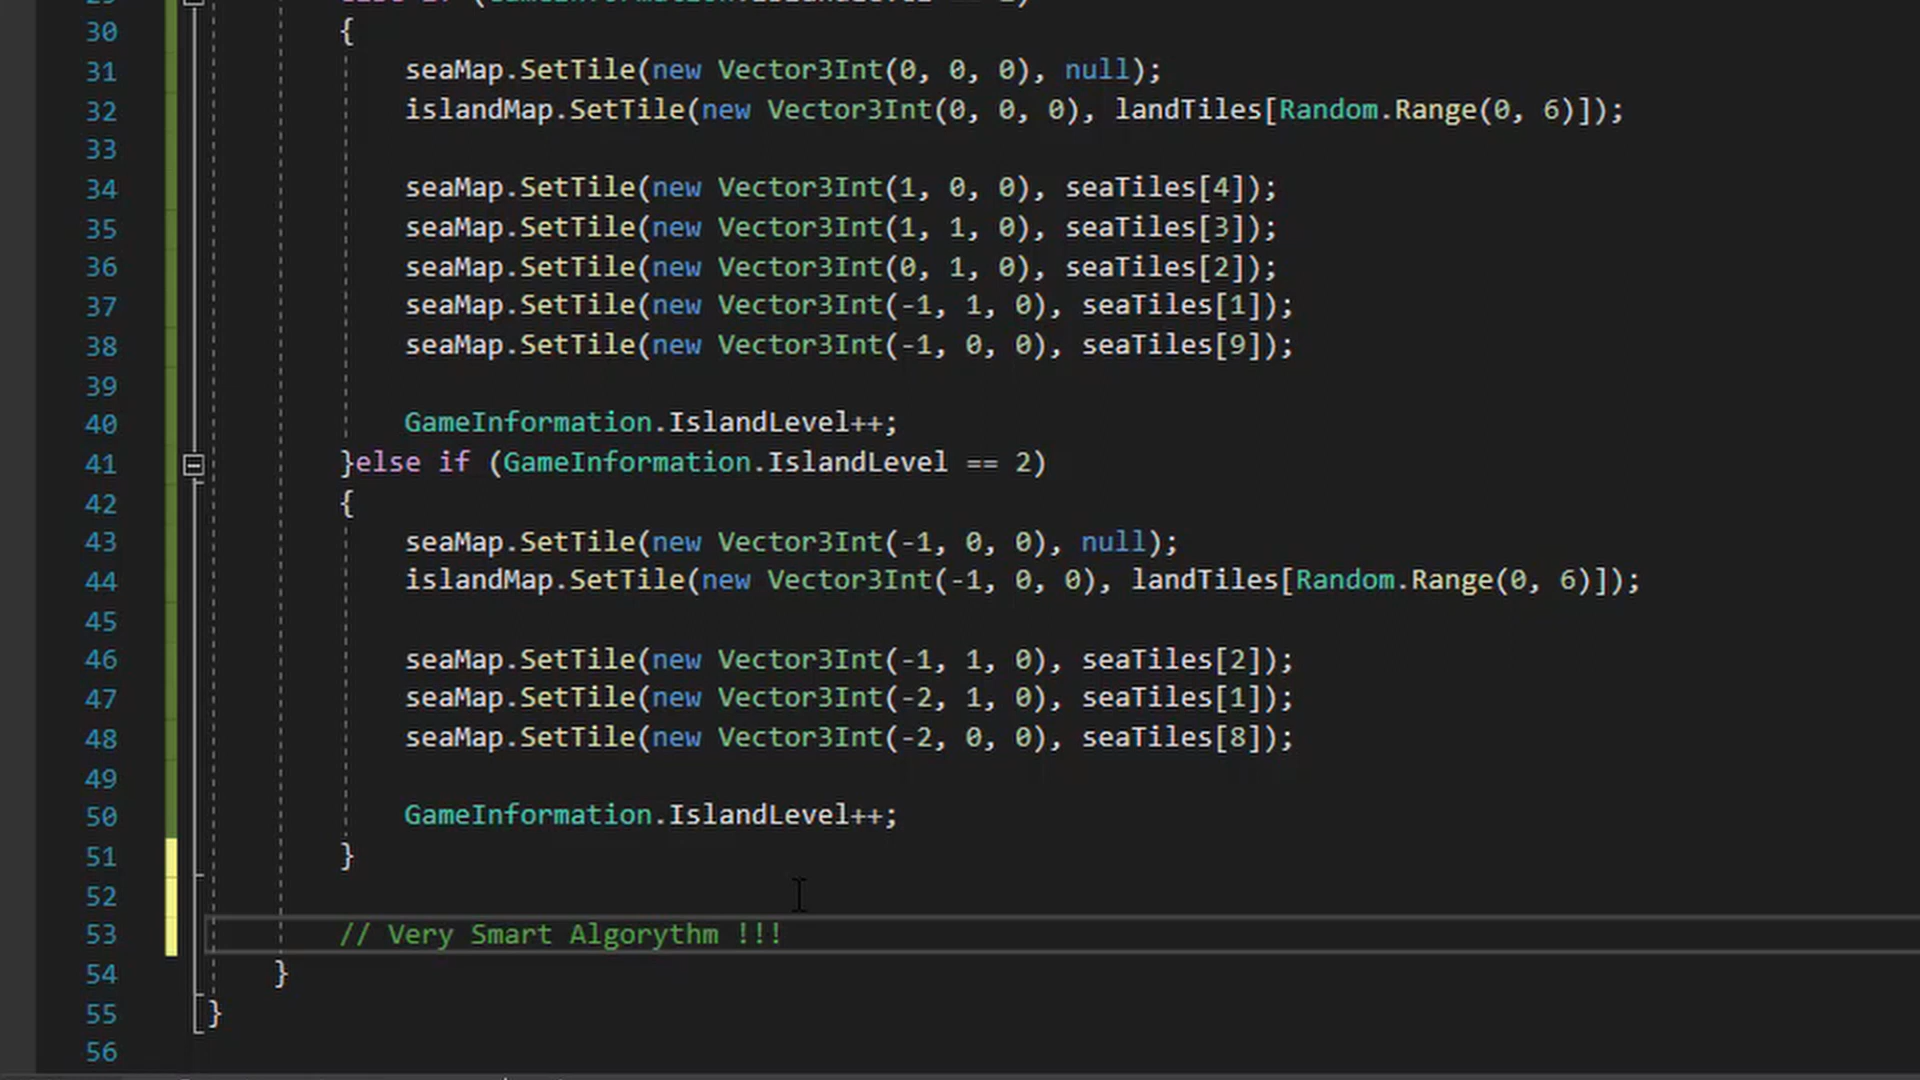 30 {
31 seaMap.SetTile(new Vector3Int(0, 0, 0), null);
32 islandMap.SetTile(new Vector3Int(0, 0, 0), landTiles[Random.Range(0, 6)]);
33
34 seaMap.SetTile(new Vector3Int(1, 0, 0), seaTiles[4]);
35 seaMap.SetTile(new Vector3Int(1, 1, 0), seaTiles[3]);
36 seaMap.SetTile(new Vector3Int(0, 1, 0), seaTiles[2]);
37 seaMap.SetTile(new Vector3Int(-1, 1, 0), seaTiles[1]);
38 seaMap.SetTile(new Vector3Int(-1, 0, 0), seaTiles[9]);
39
40 GameInformation.IslandLevel++;
41 }else if (GameInformation.IslandLevel == 2)
42 {
43 seaMap.SetTile(new Vector3Int(-1, 0, 0), null);
44 islandMap.SetTile(new Vector3Int(-1, 0, 0), landTiles[Random.Range(0, 6)]);
45
46 seaMap.SetTile(new Vector3Int(-1, 1, 0), seaTiles[2]);
47 seaMap.SetTile(new Vector3Int(-2, 1, 0), seaTiles[1]);
48 seaMap.SetTile(new Vector3Int(-2, 0, 0), seaTiles[8]);
49
50 GameInformation.IslandLevel++;
51 }
52
53 // Very Smart Algorythm !!!
54 }
55 }
56